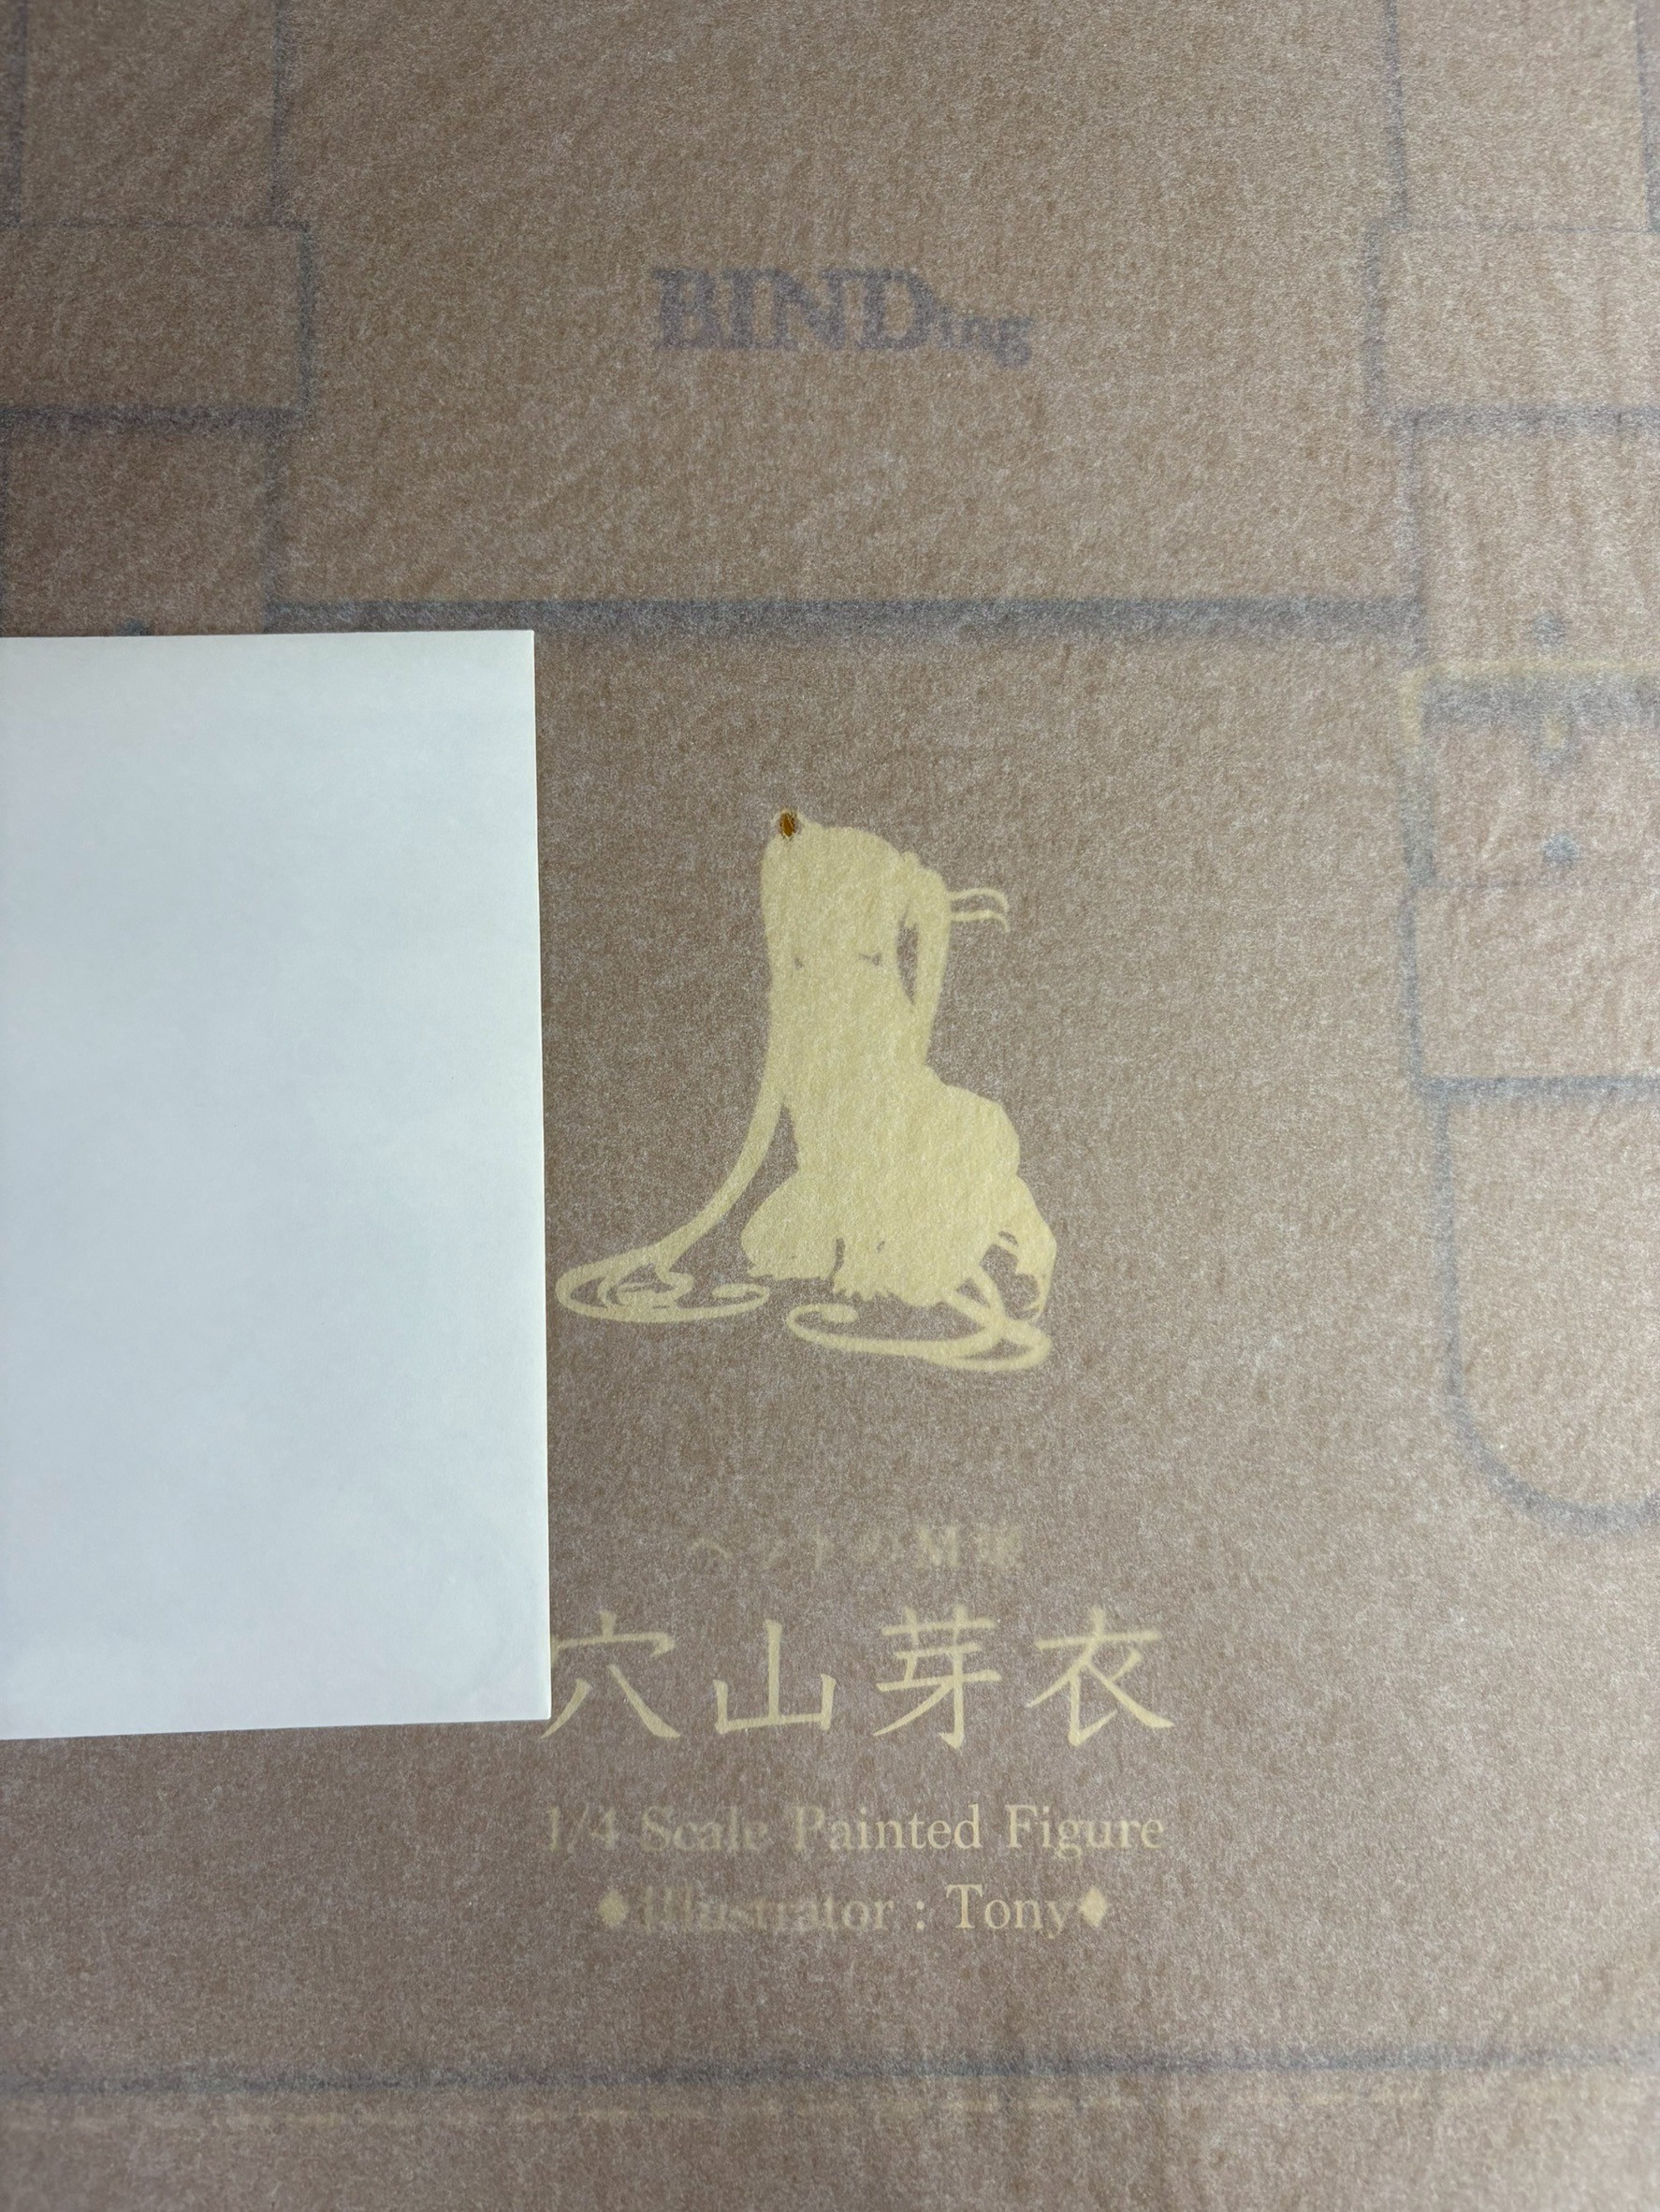 BINDing
穴山芽衣
1/4 Scale Painted Figure
◆Illustrator : Tony◆